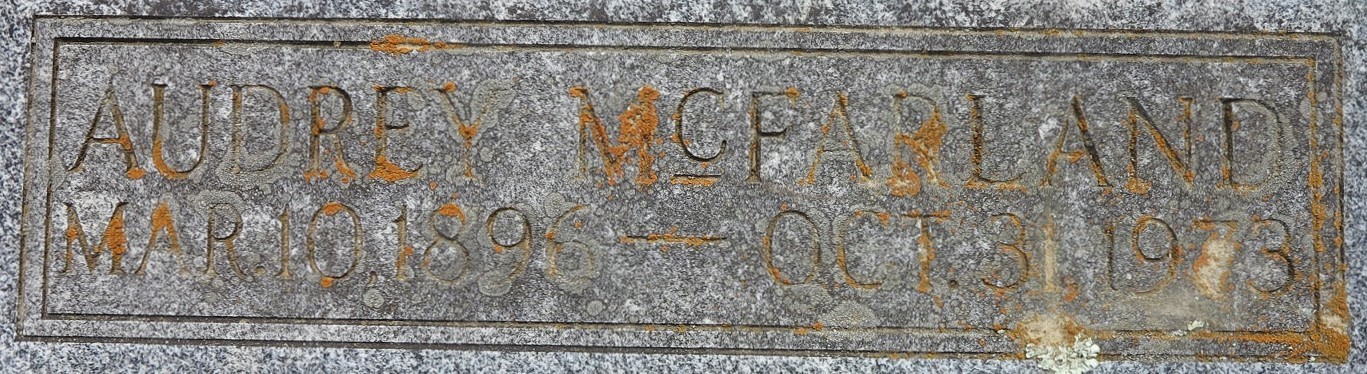 AUDREY McFARLAND
MAR. 10, 1896 — OCT. 31, 1973